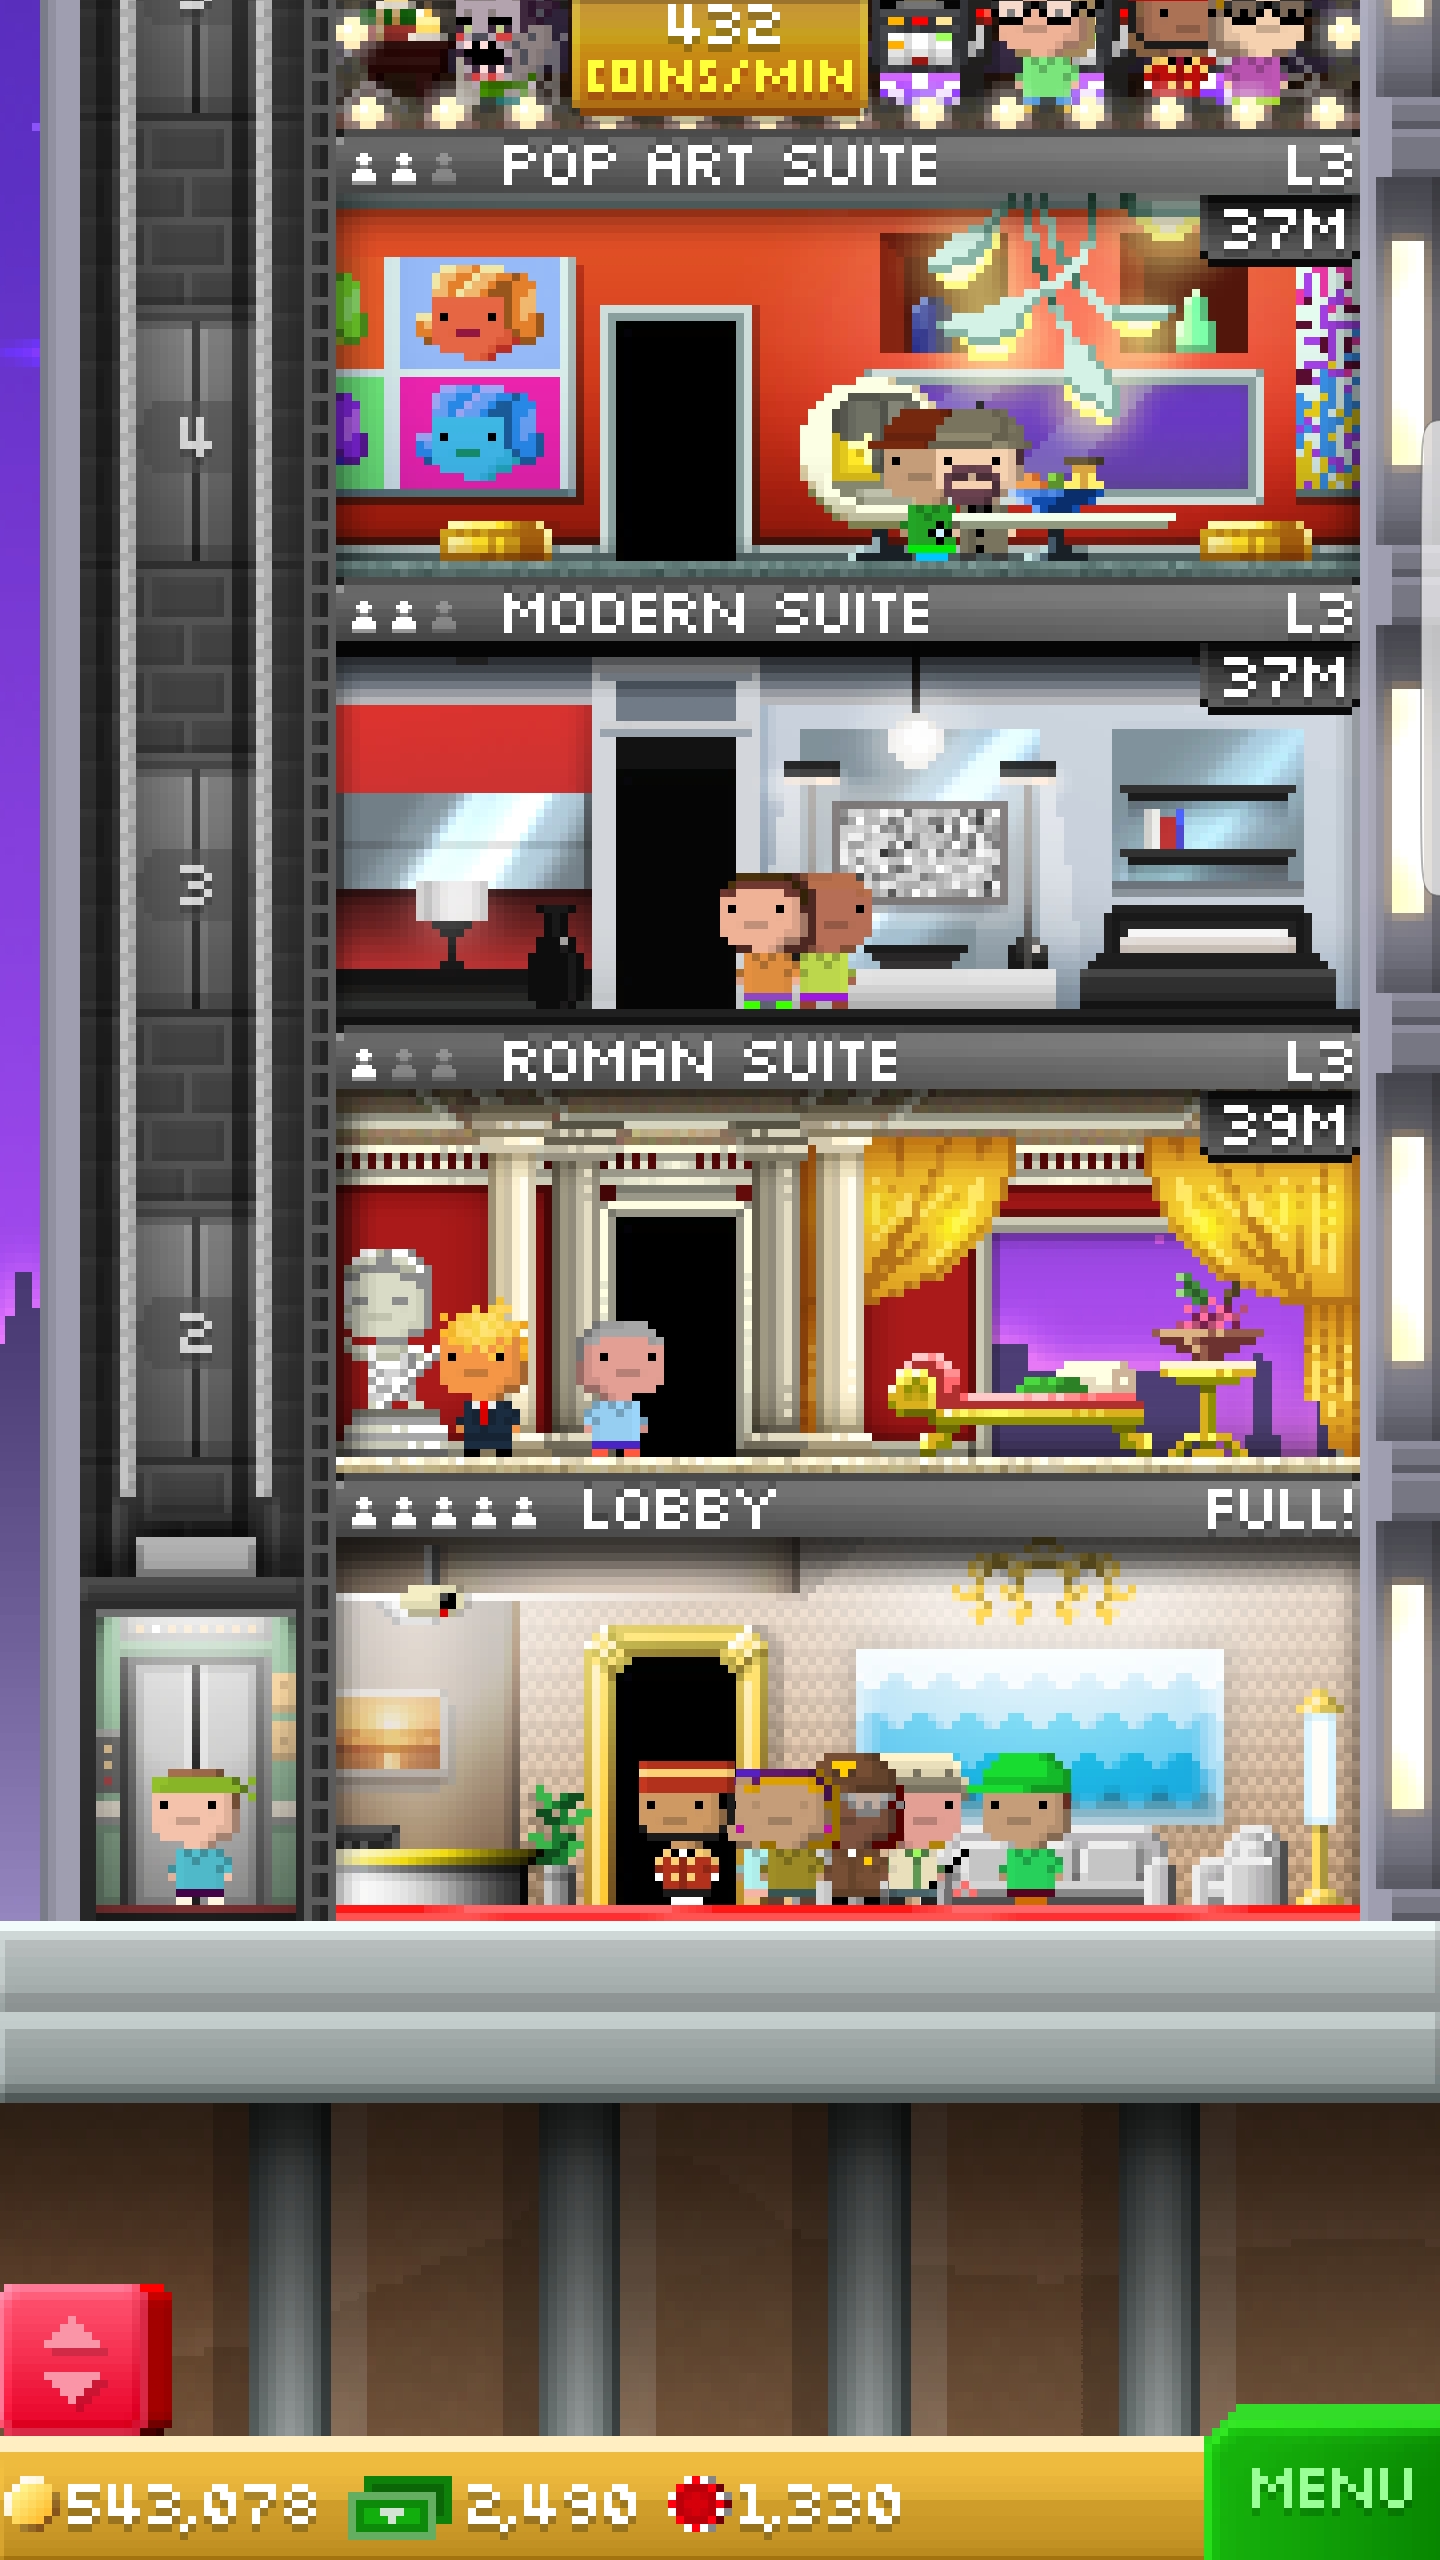 432
COINS/MIN
POP ART SUITE L3
37M
4
MODERN SUITE L3
37M
3
ROMAN SUITE L3
39M
2
LOBBY FULL!
543,078 2,490 1,330
MENU